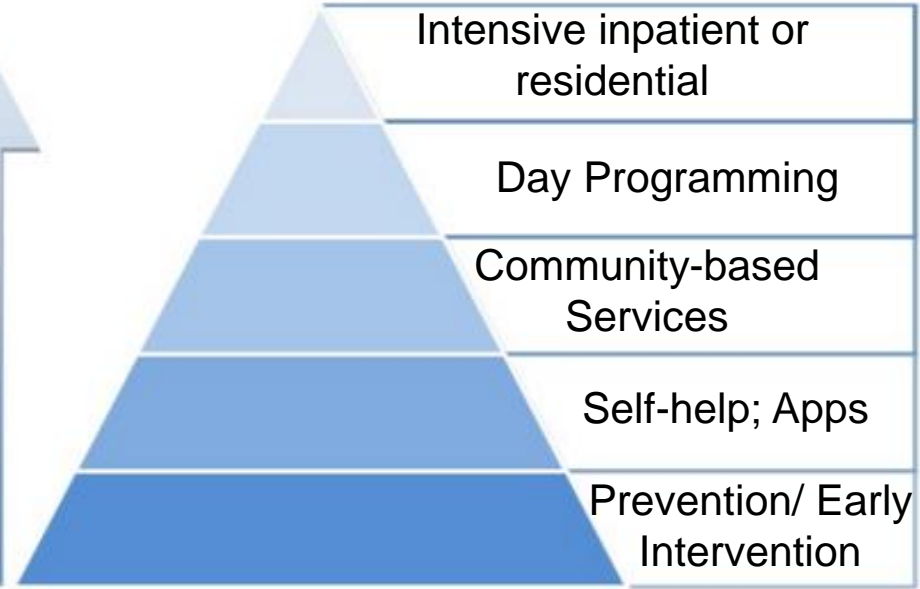 Intensive inpatient or
residential
Day Programming
Community-based
Services
Self-help; Apps
Prevention/ Early
Intervention